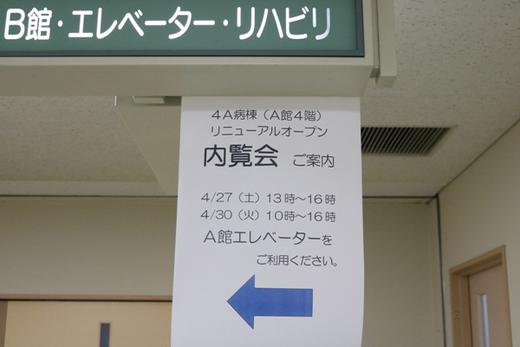 B館・エレベーター・リハビリ
4A病棟（A館4階）
リニューアルオープン
内覧会 ご案内
4/27（土）13時～16時
4/30（火）10時～16時
A館エレベーターを
ご利用ください。